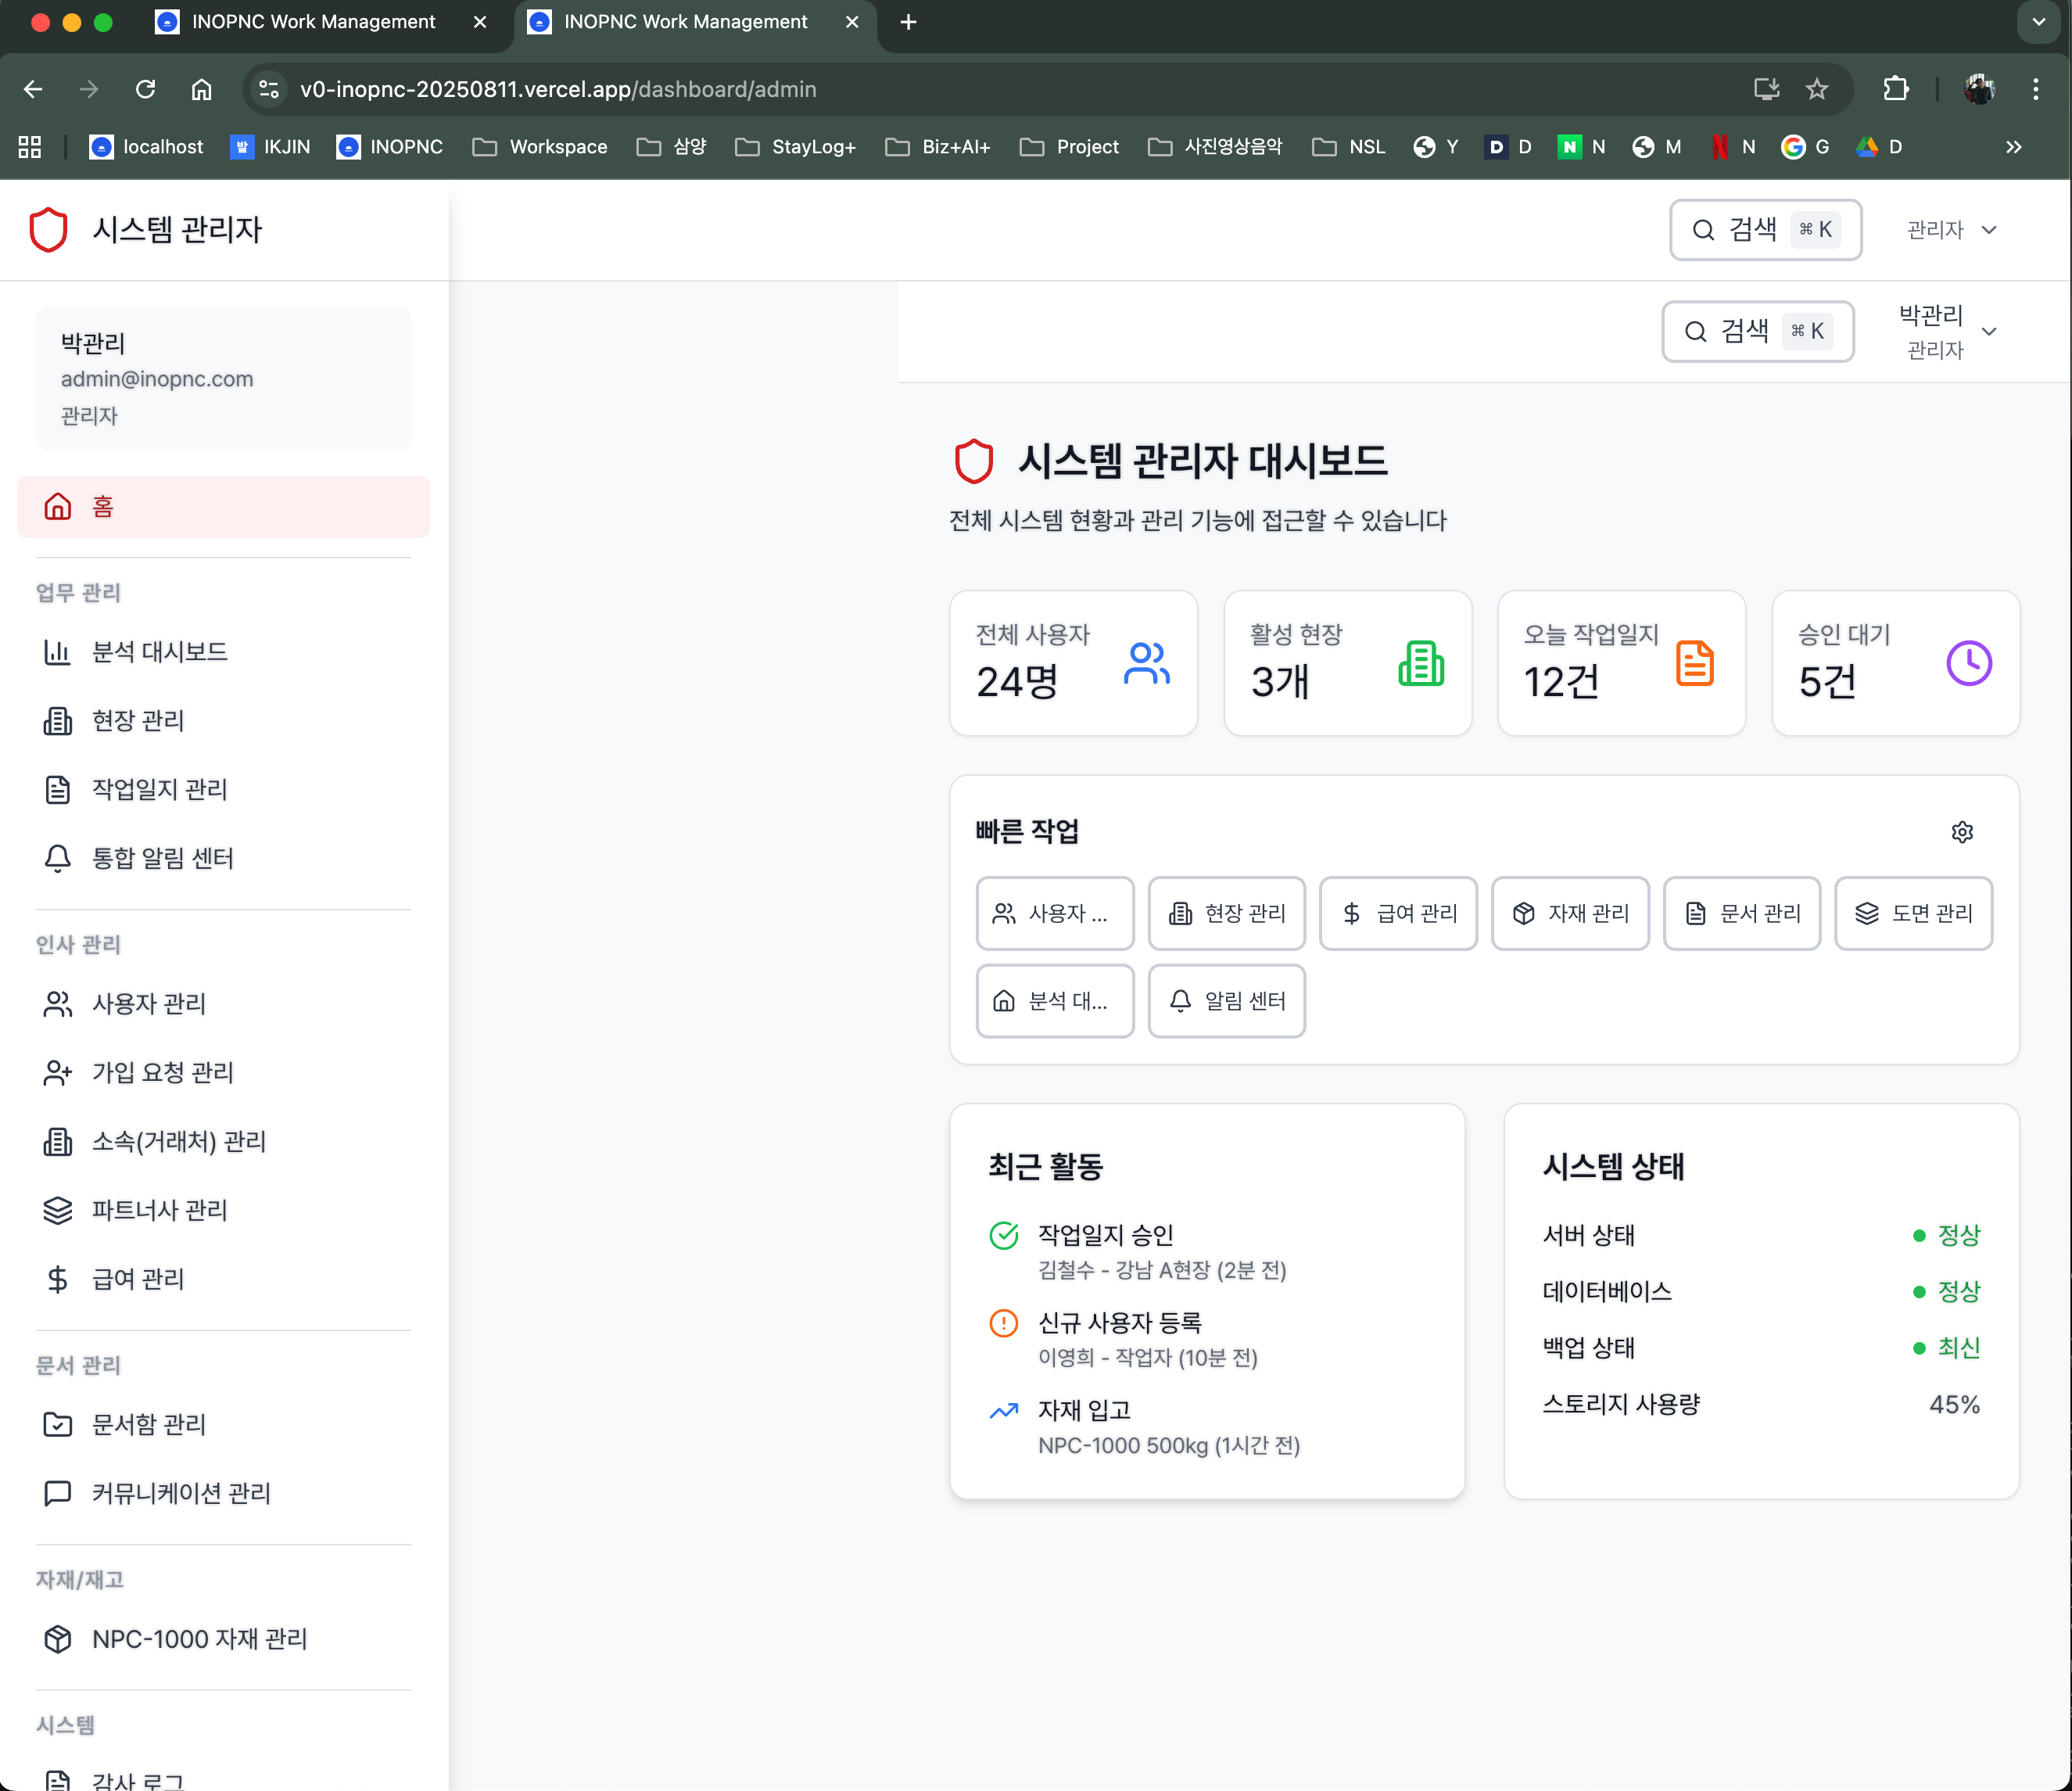 INOPNC Work Management
INOPNC Work Management
v0-inopnc-20250811.vercel.app/dashboard/admin
localhost
발 IKJIN
INOPNC
Workspace
삼양
StayLog+
Biz+AI+
Project
사진영상음악
NSL
Y
D D
N N
M
N
G
D
시스템 관리자
검색 ⌘ K
관리자
박관리
admin@inopnc.com
관리자
홈
업무 관리
분석 대시보드
현장 관리
작업일지 관리
통합 알림 센터
인사 관리
사용자 관리
가입 요청 관리
소속(거래처) 관리
파트너사 관리
급여 관리
문서 관리
문서함 관리
커뮤니케이션 관리
자재/재고
NPC-1000 자재 관리
시스템
감사 로그
검색 ⌘ K
박관리
관리자
시스템 관리자 대시보드
전체 시스템 현황과 관리 기능에 접근할 수 있습니다
전체 사용자
24명
활성 현장
3개
오늘 작업일지
12건
승인 대기
5건
빠른 작업
사용자 ...
현장 관리
급여 관리
자재 관리
문서 관리
도면 관리
분석 대...
알림 센터
최근 활동
작업일지 승인
김철수 - 강남 A현장 (2분 전)
신규 사용자 등록
이영희 - 작업자 (10분 전)
자재 입고
NPC-1000 500kg (1시간 전)
시스템 상태
서버 상태 정상
데이터베이스 정상
백업 상태 최신
스토리지 사용량 45%